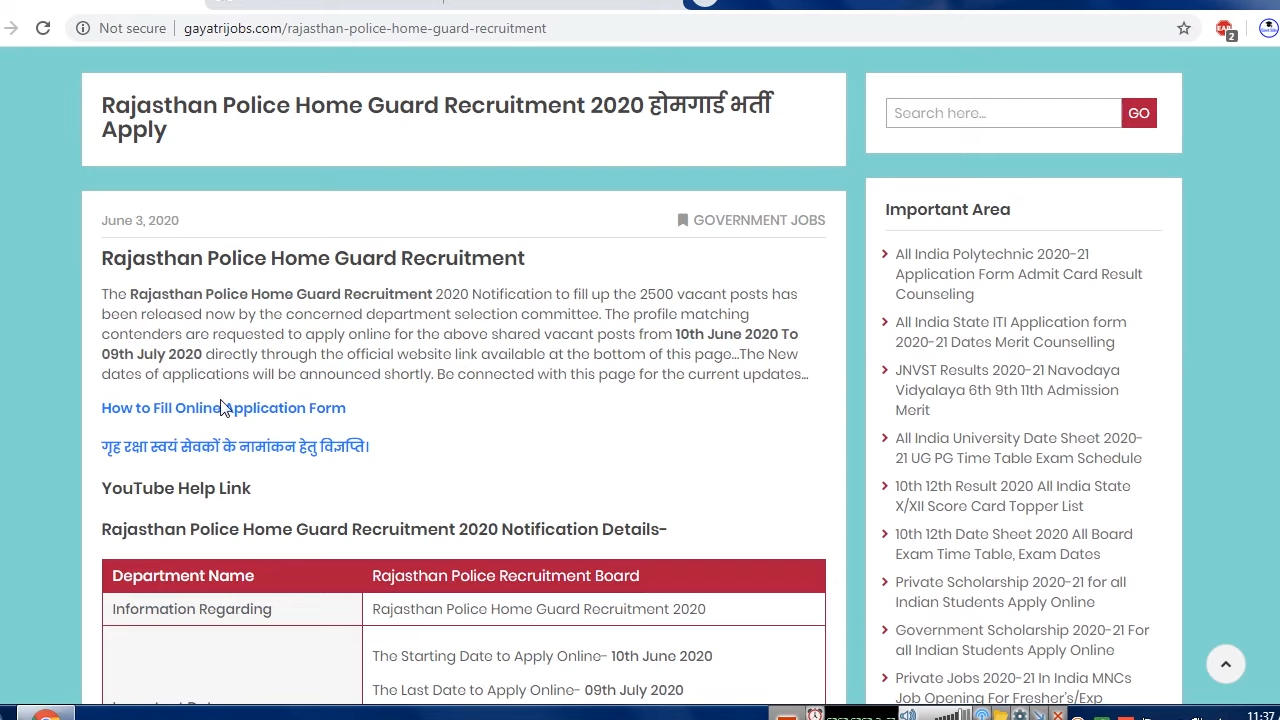 Not secure
gayatrijobs.com/rajasthan-police-home-guard-recruitment
2
Rajasthan Police Home Guard Recruitment 2020 होमगार्ड भर्ती
Apply
Search here...
GO
June 3, 2020
GOVERNMENT JOBS
Rajasthan Police Home Guard Recruitment
The Rajasthan Police Home Guard Recruitment 2020 Notification to fill up the 2500 vacant posts has
been released now by the concerned department selection committee. The profile matching
contenders are requested to apply online for the above shared vacant posts from 10th June 2020 To
09th July 2020 directly through the official website link available at the bottom of this page…The New
dates of applications will be announced shortly. Be connected with this page for the current updates…
How to Fill Online Application Form
गृह रक्षा स्वयं सेवकों के नामांकन हेतु विज्ञप्ति।
YouTube Help Link
Rajasthan Police Home Guard Recruitment 2020 Notification Details-
Department Name
Rajasthan Police Recruitment Board
Information Regarding
Rajasthan Police Home Guard Recruitment 2020
The Starting Date to Apply Online- 10th June 2020
The Last Date to Apply Online- 09th July 2020
Important Area
All India Polytechnic 2020-21
Application Form Admit Card Result
Counseling
All India State ITI Application form
2020-21 Dates Merit Counselling
JNVST Results 2020-21 Navodaya
Vidyalaya 6th 9th 11th Admission
Merit
All India University Date Sheet 2020-
21 UG PG Time Table Exam Schedule
10th 12th Result 2020 All India State
X/XII Score Card Topper List
10th 12th Date Sheet 2020 All Board
Exam Time Table, Exam Dates
Private Scholarship 2020-21 for all
Indian Students Apply Online
Government Scholarship 2020-21 For
all Indian Students Apply Online
Private Jobs 2020-21 In India MNCs
Job Opening For Fresher's/Exp
11:37